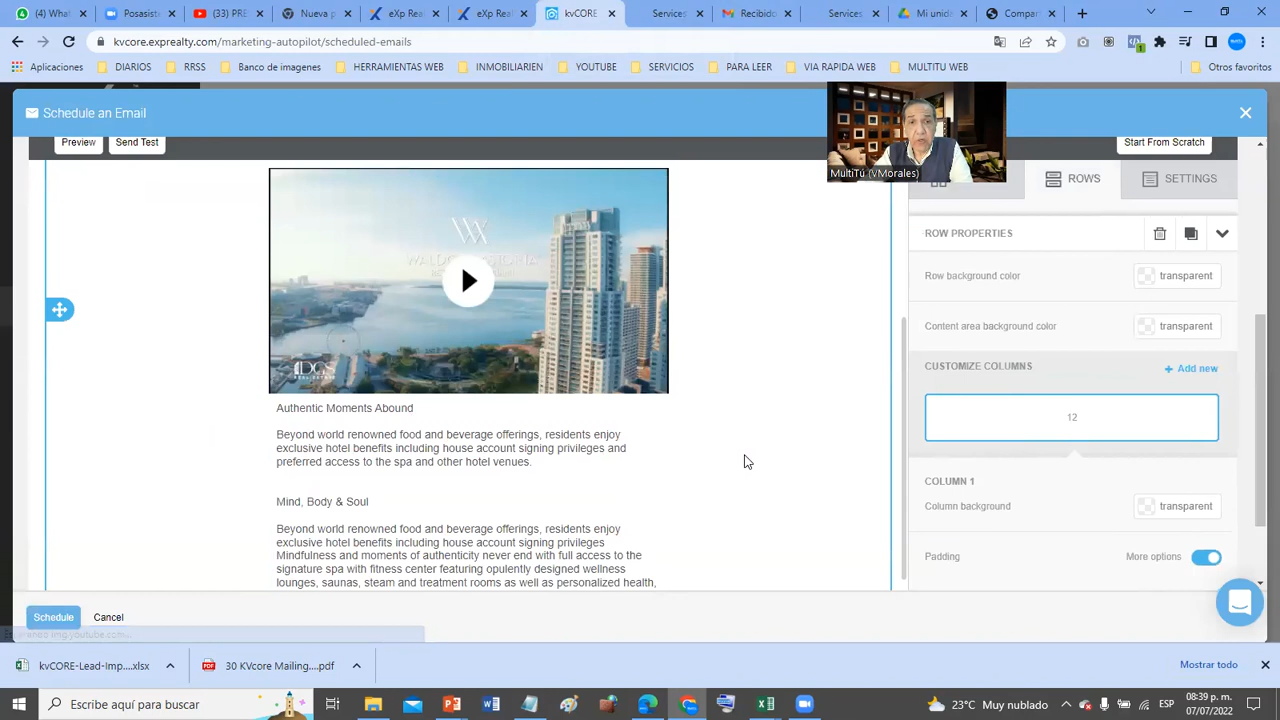 (4) What
Posasiste
(33) PRE
Nueva p
eXp Real
eXp Real
kvCORE
Services
Recibido
Services
Mi unida
Compart
kvcore.exprealty.com/marketing-autopilot/scheduled-emails
Aplicaciones
DIARIOS
RRSS
Banco de imagenes
HERRAMIENTAS WEB
INMOBILIARIEN
YOUTUBE
SERVICIOS
PARA LEER
VIA RAPIDA WEB
MULTITU WEB
Otros favoritos
Schedule an Email
Preview
Send Test
Start From Scratch
MultiTú (VMorales)
ROWS
SETTINGS
DGS
Authentic Moments Abound
Beyond world renowned food and beverage offerings, residents enjoy
exclusive hotel benefits including house account signing privileges and
preferred access to the spa and other hotel venues.
Mind, Body & Soul
Beyond world renowned food and beverage offerings, residents enjoy
exclusive hotel benefits including house account signing privileges
Mindfulness and moments of authenticity never end with full access to the
signature spa with fitness center featuring opulently designed wellness
lounges, saunas, steam and treatment rooms as well as personalized health,
ROW PROPERTIES
Row background color
transparent
Content area background color
transparent
CUSTOMIZE COLUMNS
+ Add new
12
COLUMN 1
Column background
transparent
Padding
More options
Schedule
Cancel
kvCORE-Lead-Imp....xlsx
30 KVcore Mailing....pdf
Mostrar todo
Escribe aquí para buscar
23°C Muy nublado
ESP
08:39 p. m.
07/07/2022